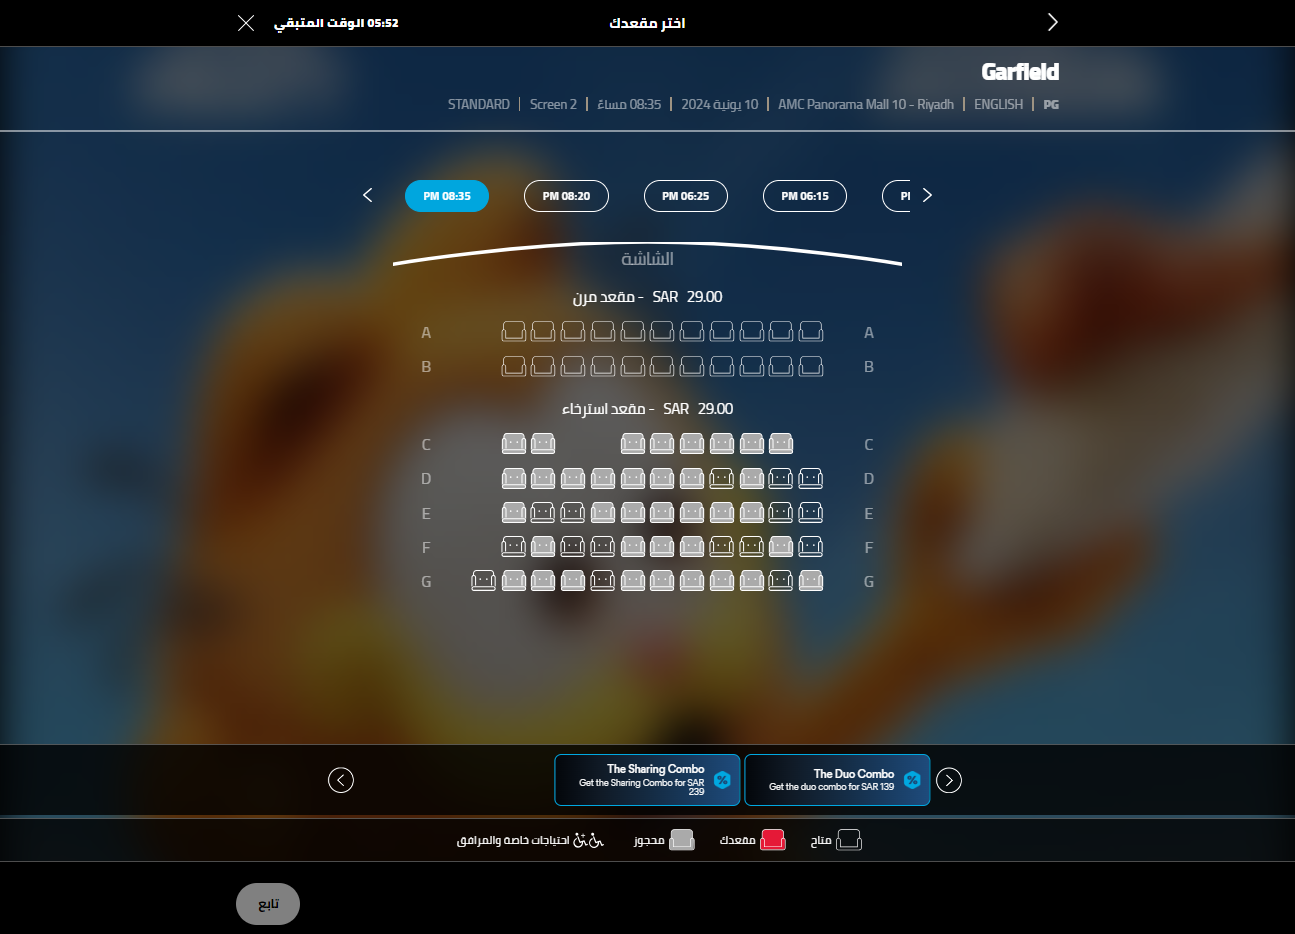 اختر مقعدك
05:52 الوقت المتبقي
Garfield
PG | ENGLISH | AMC Panorama Mall 10 - Riyadh | 10 يونية 2024 | 08:35 مساءً | Screen 2 | STANDARD
PM 08:35
PM 08:20
PM 06:25
PM 06:15
الشاشة
مقعد مرن - SAR 29.00
A A
B B
مقعد استرخاء - SAR 29.00
C C
D D
E E
F F
G G
The Duo Combo
Get the duo combo for SAR 139
The Sharing Combo
Get the Sharing Combo for SAR
239
متاح
مقعدك
محجوز
احتياجات خاصة والمرافق
تابع